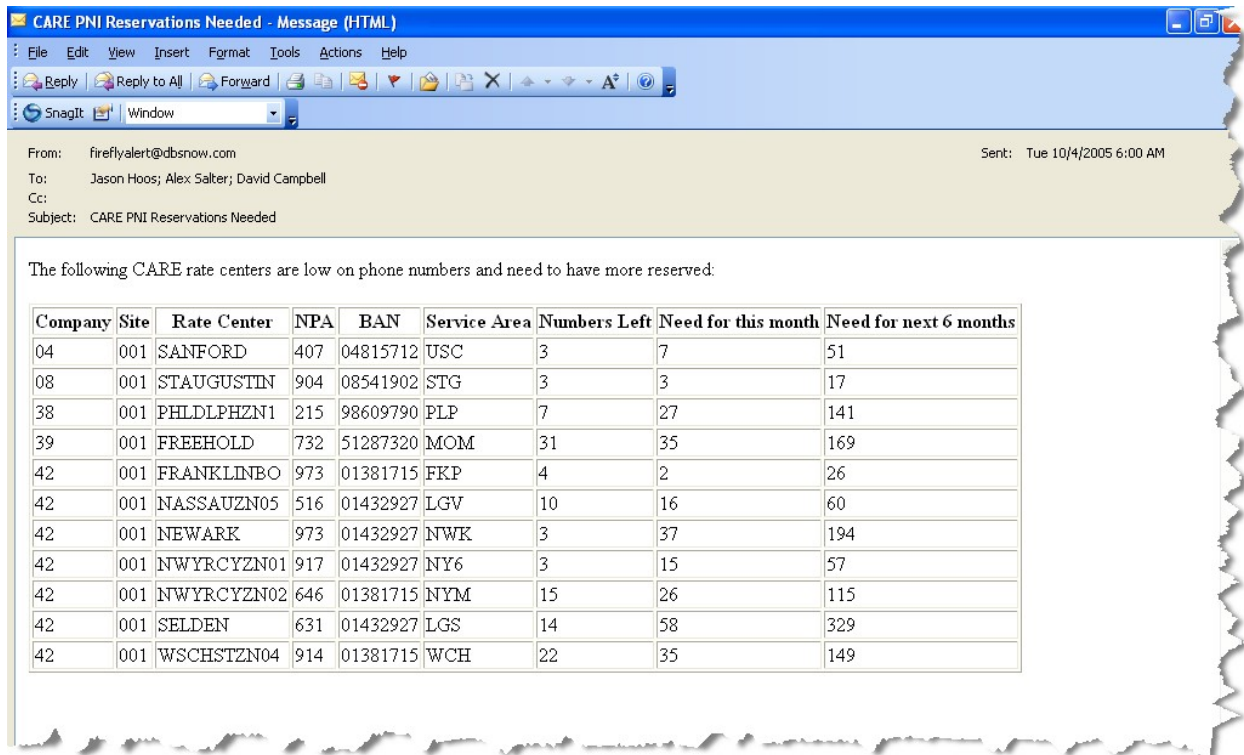 CARE PNI Reservations Needed - Message (HTML)
File Edit View Insert Format Tools Actions Help
Reply Reply to All Forward
SnagIt Window
From: fireflyalert@dbsnow.com Sent: Tue 10/4/2005 6:00 AM
To: Jason Hoos; Alex Salter; David Campbell
Cc:
Subject: CARE PNI Reservations Needed
The following CARE rate centers are low on phone numbers and need to have more reserved:
Company Site Rate Center NPA BAN Service Area Numbers Left Need for this month Need for next 6 months
04 001 SANFORD 407 04815712 USC 3 7 51
08 001 STAUGUSTIN 904 08541902 STG 3 3 17
38 001 PHLDLPHZN1 215 98609790 PLP 7 27 141
39 001 FREEHOLD 732 51287320 MOM 31 35 169
42 001 FRANKLINBO 973 01381715 FKP 4 2 26
42 001 NASSAUZN05 516 01432927 LGV 10 16 60
42 001 NEWARK 973 01432927 NWK 3 37 194
42 001 NWYRCYZN01 917 01432927 NY6 3 15 57
42 001 NWYRCYZN02 646 01381715 NYM 15 26 115
42 001 SELDEN 631 01432927 LGS 14 58 329
42 001 WSCHSTZN04 914 01381715 WCH 22 35 149